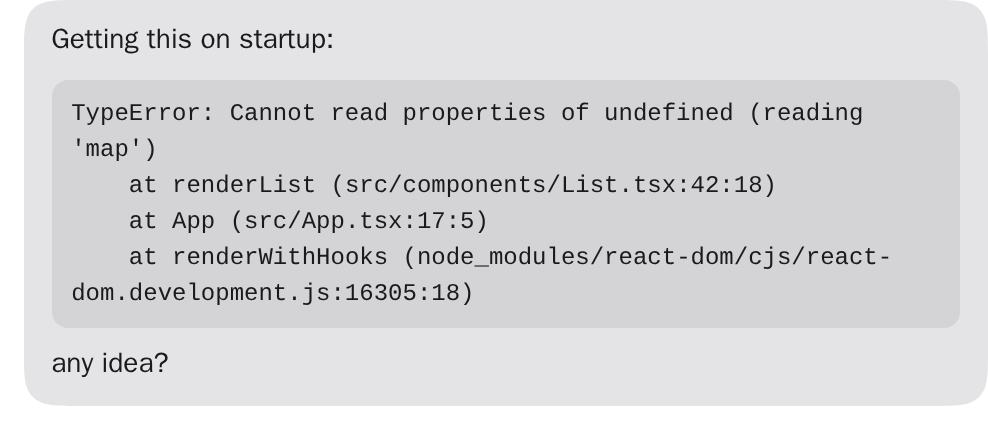 Getting this on startup:
TypeError: Cannot read properties of undefined (reading
'map')
    at renderList (src/components/List.tsx:42:18)
    at App (src/App.tsx:17:5)
    at renderWithHooks (node_modules/react-dom/cjs/react-
dom.development.js:16305:18)
any idea?